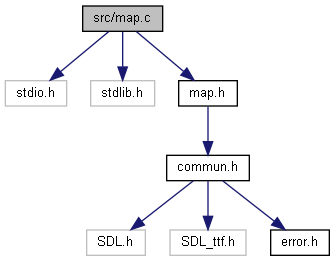 src/map.c
stdio.h
stdlib.h
map.h
commun.h
SDL.h
SDL_ttf.h
error.h